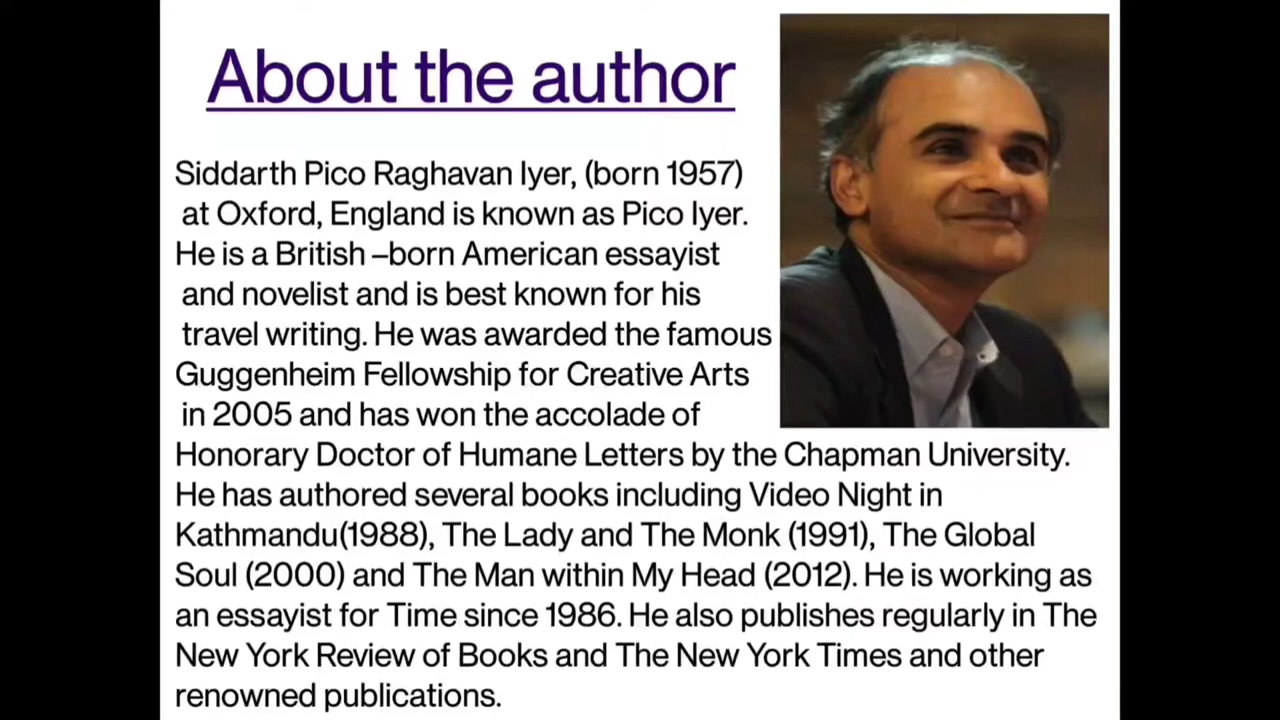 About the author
Siddarth Pico Raghavan Iyer, (born 1957)
at Oxford, England is known as Pico Iyer.
He is a British –born American essayist
and novelist and is best known for his
travel writing. He was awarded the famous
Guggenheim Fellowship for Creative Arts
in 2005 and has won the accolade of
Honorary Doctor of Humane Letters by the Chapman University.
He has authored several books including Video Night in
Kathmandu(1988), The Lady and The Monk (1991), The Global
Soul (2000) and The Man within My Head (2012). He is working as
an essayist for Time since 1986. He also publishes regularly in The
New York Review of Books and The New York Times and other
renowned publications.